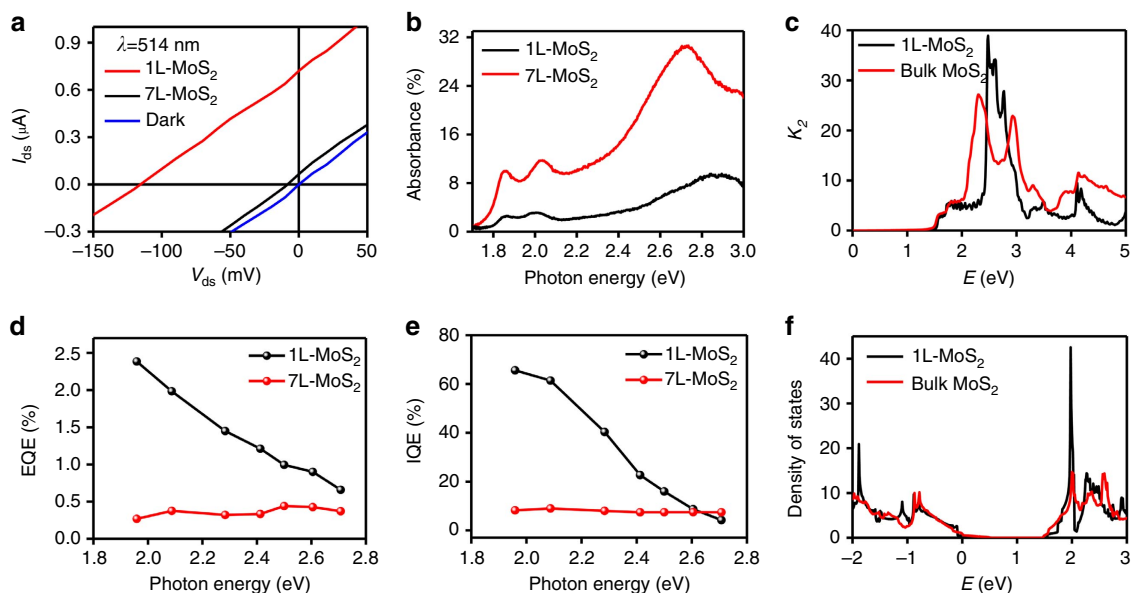 a
λ=514 nm
1L-MoS₂
7L-MoS₂
Dark
0.9
0.6
0.3
0.0
−0.3
I_ds (μA)
−150 −100 −50 0 50
V_ds (mV)
b
1L-MoS₂
7L-MoS₂
32
24
16
8
0
Absorbance (%)
1.8 2.0 2.2 2.4 2.6 2.8 3.0
Photon energy (eV)
c
1L-MoS₂
Bulk MoS₂
40
30
20
10
0
K₂
0 1 2 3 4 5
E (eV)
d
1L-MoS₂
7L-MoS₂
2.5
2.0
1.5
1.0
0.5
0.0
EQE (%)
1.8 2.0 2.2 2.4 2.6 2.8
Photon energy (eV)
e
1L-MoS₂
7L-MoS₂
80
60
40
20
0
IQE (%)
1.8 2.0 2.2 2.4 2.6 2.8
Photon energy (eV)
f
1L-MoS₂
Bulk MoS₂
40
30
20
10
0
Density of states
−2 −1 0 1 2 3
E (eV)